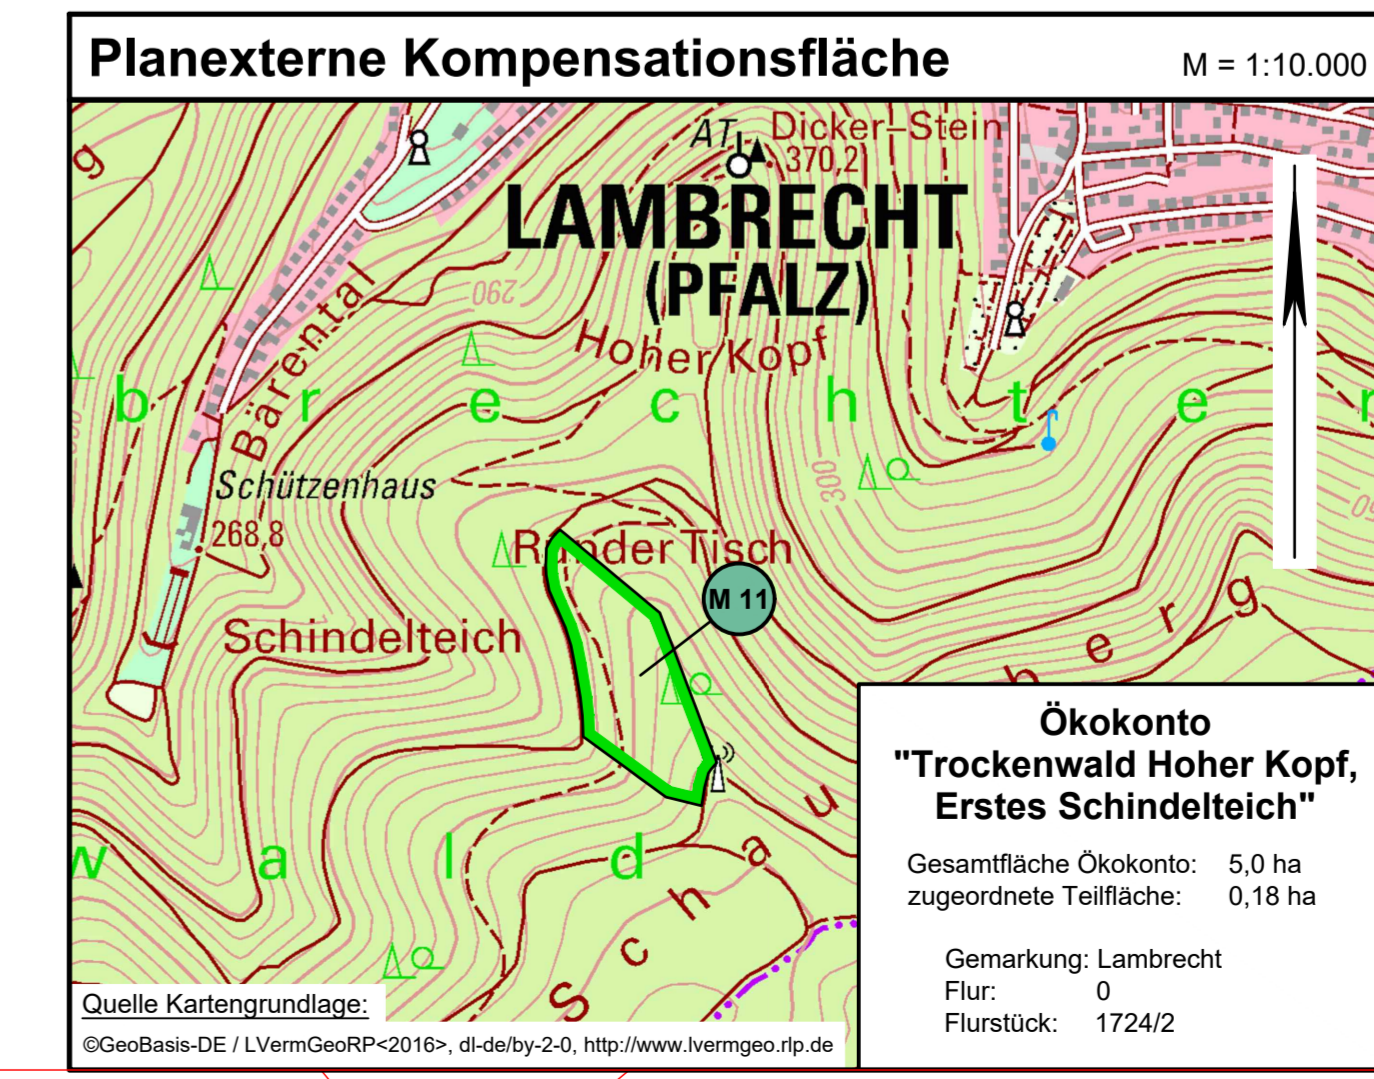 Planexterne Kompensationsfläche
M = 1:10.000
AT
Dicker-Stein
370,2
g
LAMBRECHT
(PFALZ)
290
Hoher Kopf
Bärental
b r e c h t e r
Schützenhaus
268,8
300
Runder Tisch
M 11
Schindelteich
w a l d
S c h a u b e r g
Ökokonto
"Trockenwald Hoher Kopf,
Erstes Schindelteich"
Gesamtfläche Ökokonto: 5,0 ha
zugeordnete Teilfläche: 0,18 ha
Gemarkung: Lambrecht
Flur: 0
Flurstück: 1724/2
Quelle Kartengrundlage:
©GeoBasis-DE / LVermGeoRP<2016>, dl-de/by-2-0, http://www.lvermgeo.rlp.de